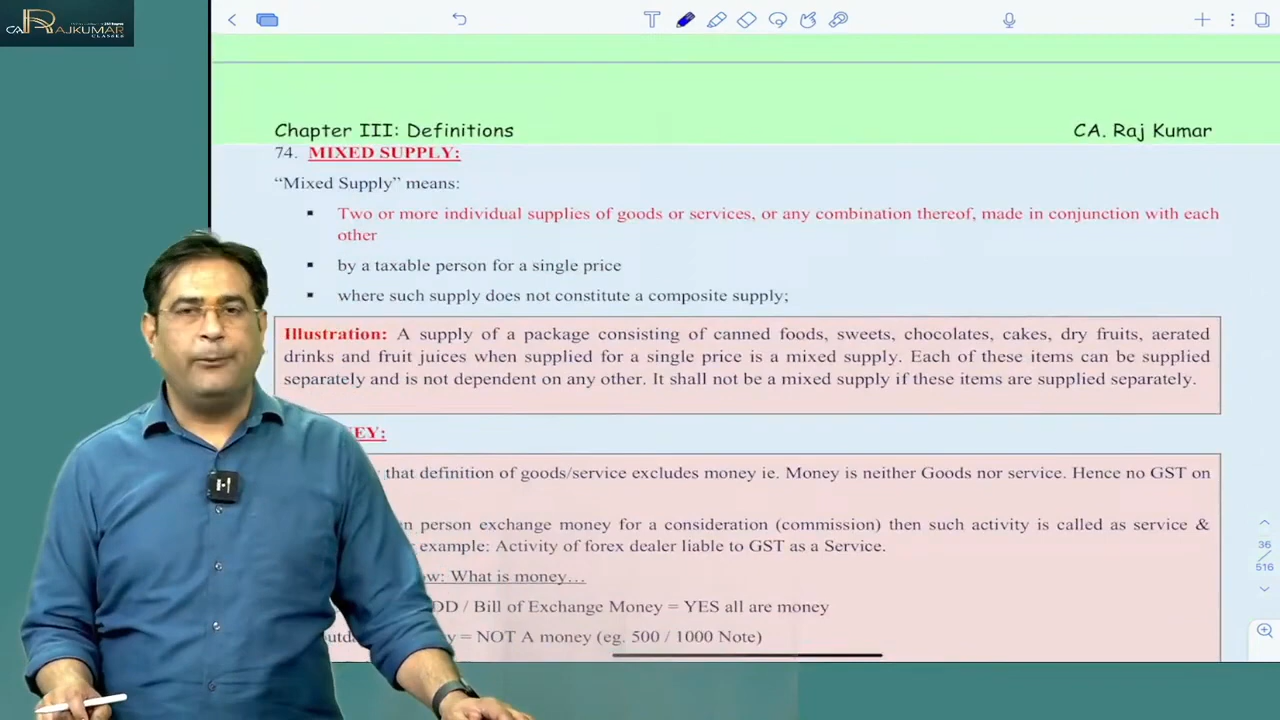 CA RAJKUMAR
CLASSES
T
Chapter III: Definitions
CA. Raj Kumar
74. MIXED SUPPLY:
“Mixed Supply” means:
▪ Two or more individual supplies of goods or services, or any combination thereof, made in conjunction with each
other
▪ by a taxable person for a single price
▪ where such supply does not constitute a composite supply;
Illustration: A supply of a package consisting of canned foods, sweets, chocolates, cakes, dry fruits, aerated
drinks and fruit juices when supplied for a single price is a mixed supply. Each of these items can be supplied
separately and is not dependent on any other. It shall not be a mixed supply if these items are supplied separately.
EY:
that definition of goods/service excludes money ie. Money is neither Goods nor service. Hence no GST on
n person exchange money for a consideration (commission) then such activity is called as service &
example: Activity of forex dealer liable to GST as a Service.
ow: What is money…
DD / Bill of Exchange Money = YES all are money
y = NOT A money (eg. 500 / 1000 Note)
36
516